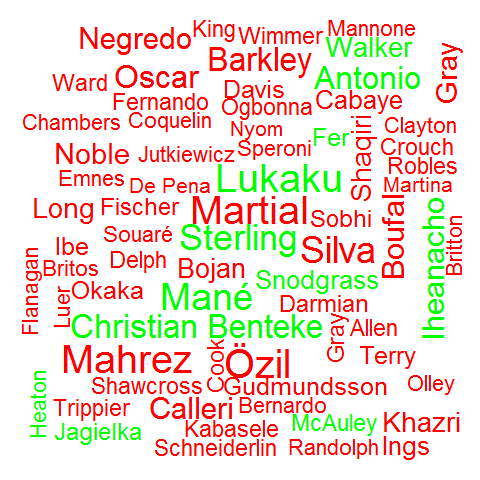 King
Mannone
Negredo
Wimmer
Walker
Barkley
Gray
Ward
Oscar
Antonio
Davis
Fernando
Ogbonna
Cabaye
Chambers
Coquelin
Nyom
Fer
Shaqiri
Clayton
Noble
Jutkiewicz
Speroni
Crouch
Robles
Emnes
De Pena
Lukaku
Martina
Long
Fischer
Martial
Sobhi
Boufal
Iheanacho
Britton
Souaré
Sterling
Silva
Ibe
Delph
Bojan
Flanagan
Britos
Snodgrass
Luer
Okaka
Mané
Darmian
Christian Benteke
Gray
Allen
Mahrez
Cook
Özil
Terry
Shawcross
Gudmundsson
Olley
Heaton
Trippier
Calleri
Bernardo
Jagielka
Kabasele
McAuley
Khazri
Schneiderlin
Randolph
Ings